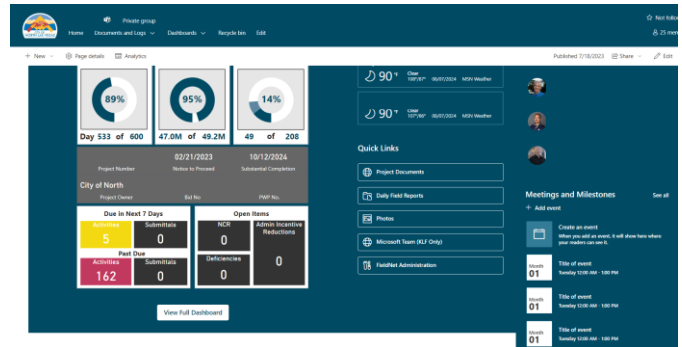 Private group
Not follow
Home
Documents and Logs
Dashboards
Recycle bin
Edit
25 mem
+ New
Page details
Analytics
Published 7/18/2023
Share
Edit
89%
95%
14%
Day 533 of 600
47.0M of 49.2M
49 of 208
02/21/2023
10/12/2024
Project Number
Notice to Proceed
Substantial Completion
City of North
Project Owner
Bid No
PWP No.
Due in Next 7 Days
Activities
Submittals
5
0
Past Due
Activities
Submittals
162
0
Open Items
NCR
Admin Incentive
Reductions
0
Deficiencies
0
0
View Full Dashboard
90 °F
Clear
108°/87°
08/07/2024
MSN Weather
90 °F
Clear
107°/86°
08/07/2024
MSN Weather
Quick Links
Project Documents
Daily Field Reports
Photos
Microsoft Team (KLF Only)
FieldNet Administration
Meetings and Milestones
See all
+ Add event
Create an event
When you add an event, it will show here where
your readers can see it.
Month
01
Title of event
Tuesday 12:00 AM - 1:00 PM
Month
01
Title of event
Tuesday 12:00 AM - 1:00 PM
Month
01
Title of event
Tuesday 12:00 AM - 1:00 PM